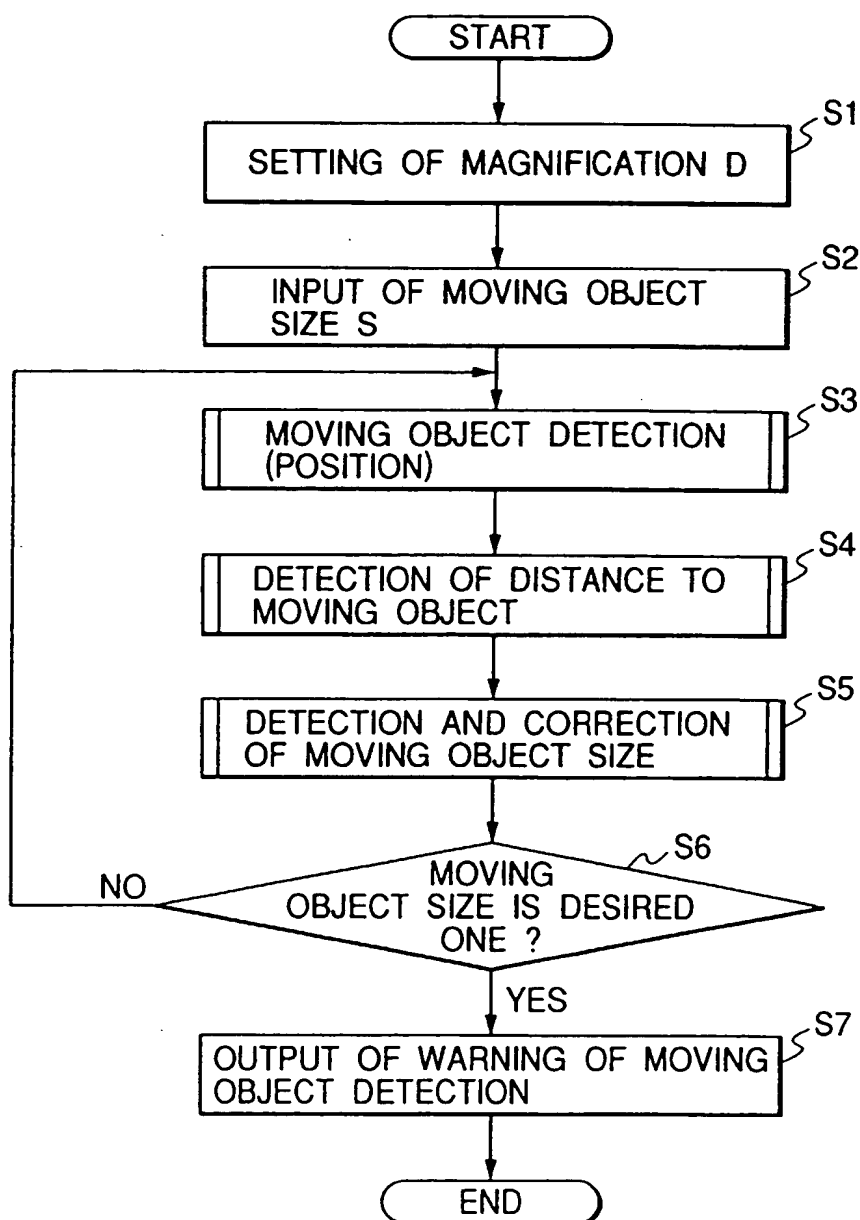 START
S1
SETTING OF MAGNIFICATION D
S2
INPUT OF MOVING OBJECT
SIZE S
S3
MOVING OBJECT DETECTION
(POSITION)
S4
DETECTION OF DISTANCE TO
MOVING OBJECT
S5
DETECTION AND CORRECTION
OF MOVING OBJECT SIZE
S6
NO
MOVING
OBJECT SIZE IS DESIRED
ONE ?
YES
S7
OUTPUT OF WARNING OF MOVING
OBJECT DETECTION
END